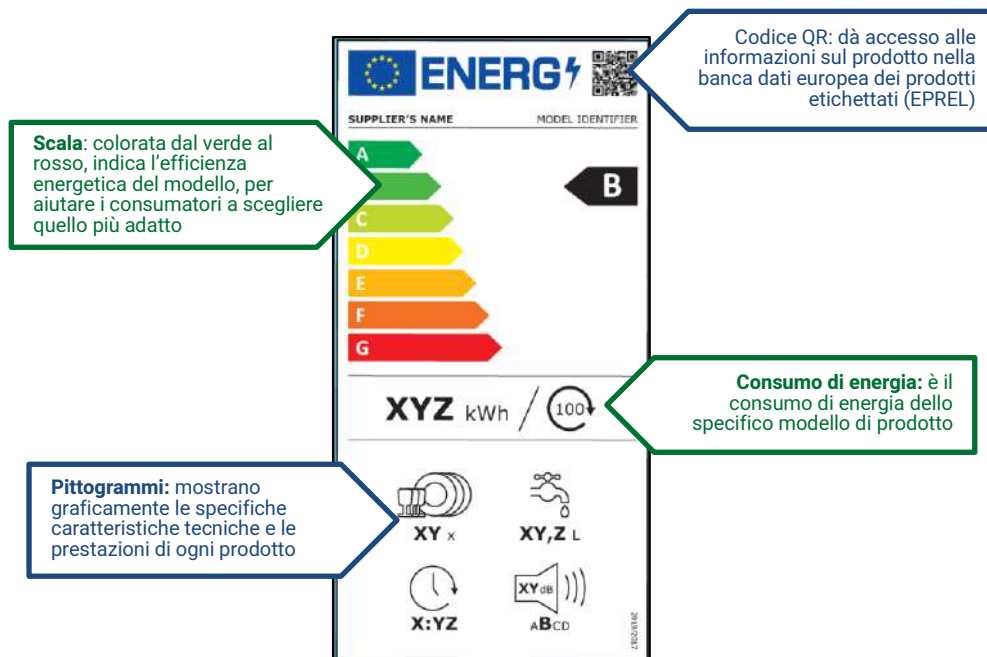 Codice QR: dà accesso alle
informazioni sul prodotto nella
banca dati europea dei prodotti
etichettati (EPREL)
ENERG
SUPPLIER'S NAME
MODEL IDENTIFIER
Scala: colorata dal verde al
rosso, indica l'efficienza
energetica del modello, per
aiutare i consumatori a scegliere
quello più adatto
A
B
C
D
E
F
G
XYZ kWh / 100
Consumo di energia: è il
consumo di energia dello
specifico modello di prodotto
Pittogrammi: mostrano
graficamente le specifiche
caratteristiche tecniche e le
prestazioni di ogni prodotto
XY x
XY,Z L
X:YZ
XY dB
ABCD
2019/2017